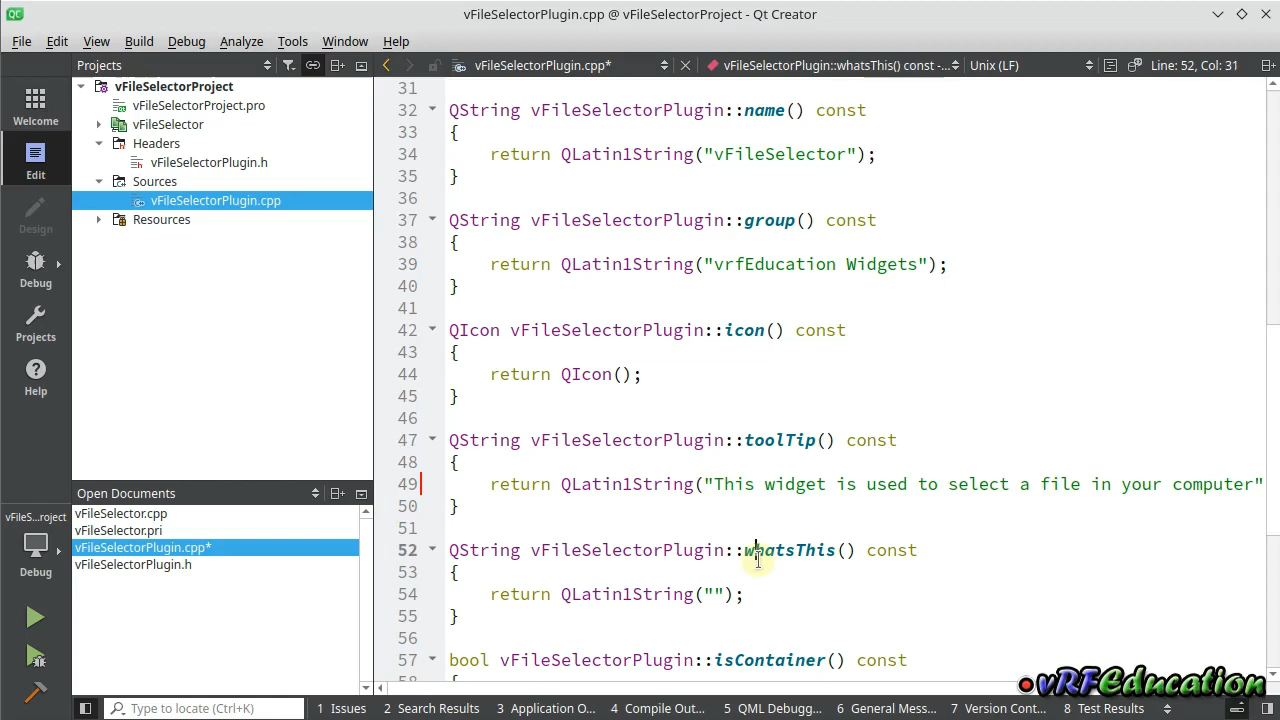 vFileSelectorPlugin.cpp @ vFileSelectorProject - Qt Creator
File Edit View Build Debug Analyze Tools Window Help
Projects
vFileSelectorPlugin.cpp*
vFileSelectorPlugin::whatsThis() const -...
Unix (LF)
Line: 52, Col: 31
Welcome
Edit
Design
Debug
Projects
Help
vFileS...roject
Debug
vFileSelectorProject
vFileSelectorProject.pro
vFileSelector
Headers
vFileSelectorPlugin.h
Sources
vFileSelectorPlugin.cpp
Resources
Open Documents
vFileSelector.cpp
vFileSelector.pri
vFileSelectorPlugin.cpp*
vFileSelectorPlugin.h
31
32 QString vFileSelectorPlugin::name() const
33 {
34 return QLatin1String("vFileSelector");
35 }
36
37 QString vFileSelectorPlugin::group() const
38 {
39 return QLatin1String("vrfEducation Widgets");
40 }
41
42 QIcon vFileSelectorPlugin::icon() const
43 {
44 return QIcon();
45 }
46
47 QString vFileSelectorPlugin::toolTip() const
48 {
49 return QLatin1String("This widget is used to select a file in your computer"
50 }
51
52 QString vFileSelectorPlugin::whatsThis() const
53 {
54 return QLatin1String("");
55 }
56
57 bool vFileSelectorPlugin::isContainer() const
58 {
vRFEducation
Type to locate (Ctrl+K)
1 Issues
2 Search Results
3 Application O...
4 Compile Out...
5 QML Debugg...
6 General Mess...
7 Version Cont...
8 Test Results